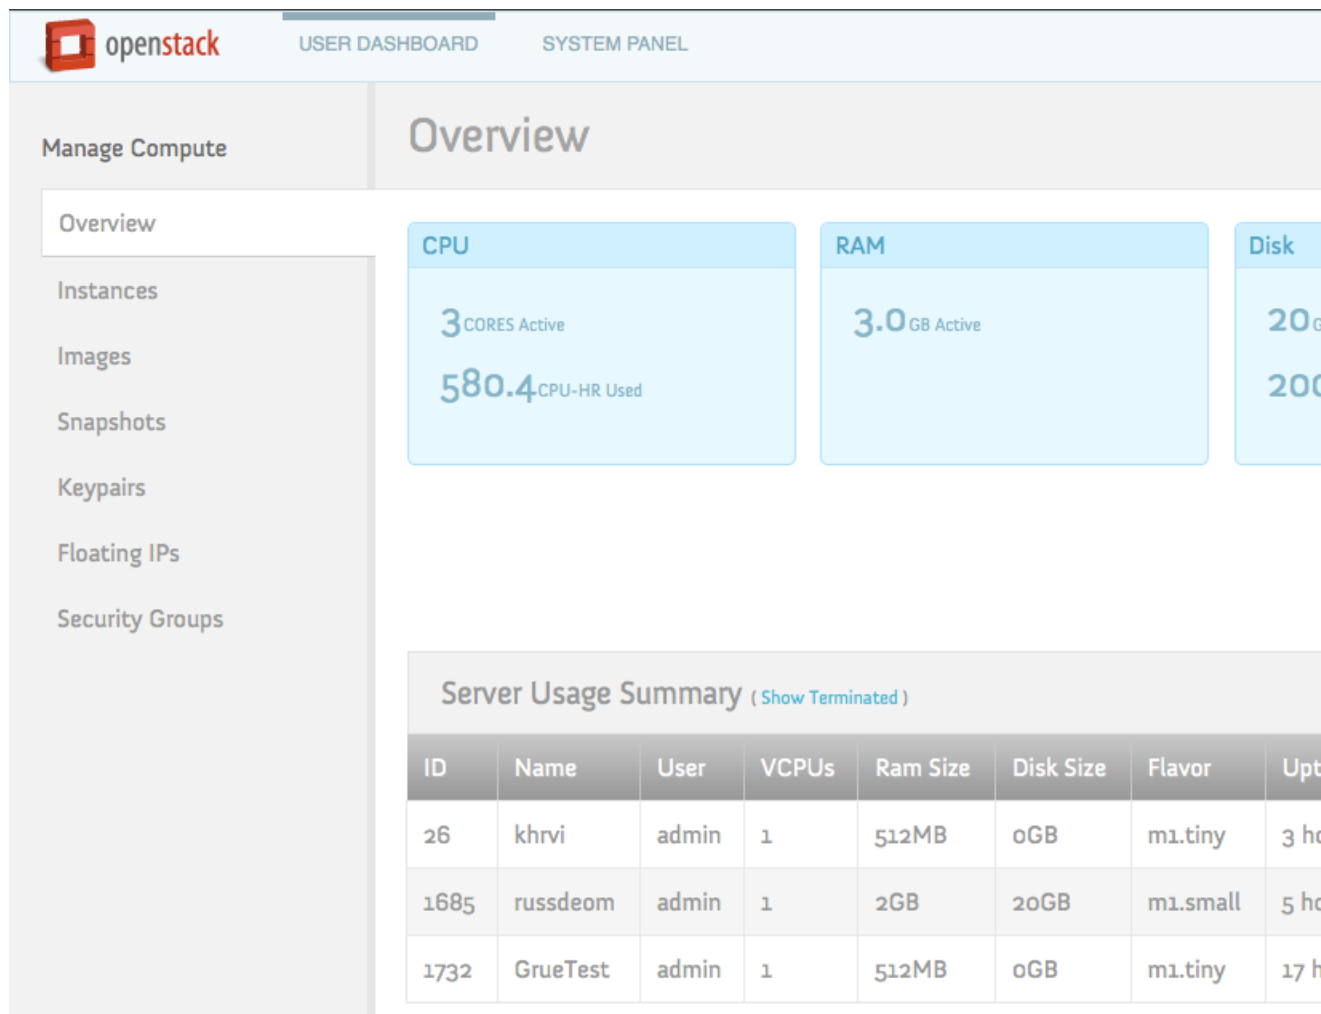 openstack USER DASHBOARD SYSTEM PANEL
Manage Compute
Overview
Instances
Images
Snapshots
Keypairs
Floating IPs
Security Groups
Overview
CPU
3 CORES Active
580.4 CPU-HR Used
RAM
3.0 GB Active
Disk
20
Server Usage Summary ( Show Terminated )
ID Name User VCPUs Ram Size Disk Size Flavor
26 khrvi admin 1 512MB 0GB m1.tiny 3
1685 russdeom admin 1 2GB 20GB m1.small 5
1732 GrueTest admin 1 512MB 0GB m1.tiny 17